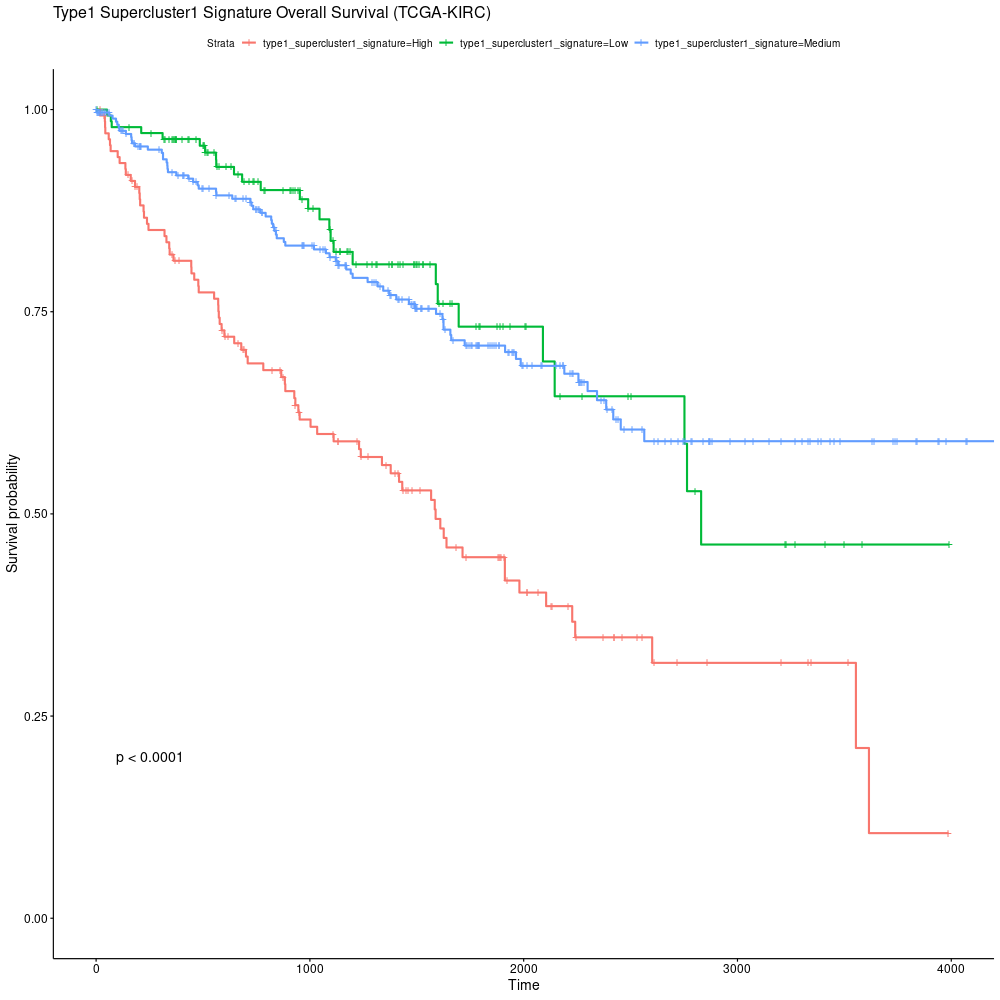 Type1 Supercluster1 Signature Overall Survival (TCGA-KIRC)
Strata type1_supercluster1_signature=High type1_supercluster1_signature=Low type1_supercluster1_signature=Medium
1.00
0.75
0.50
0.25
0.00
Survival probability
p < 0.0001
0 1000 2000 3000 4000
Time